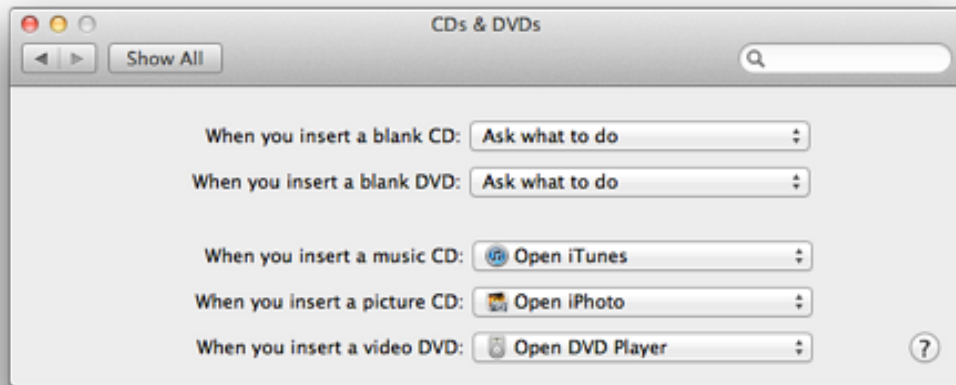 CDs & DVDs
Show All
When you insert a blank CD: Ask what to do
When you insert a blank DVD: Ask what to do
When you insert a music CD: Open iTunes
When you insert a picture CD: Open iPhoto
When you insert a video DVD: Open DVD Player
?